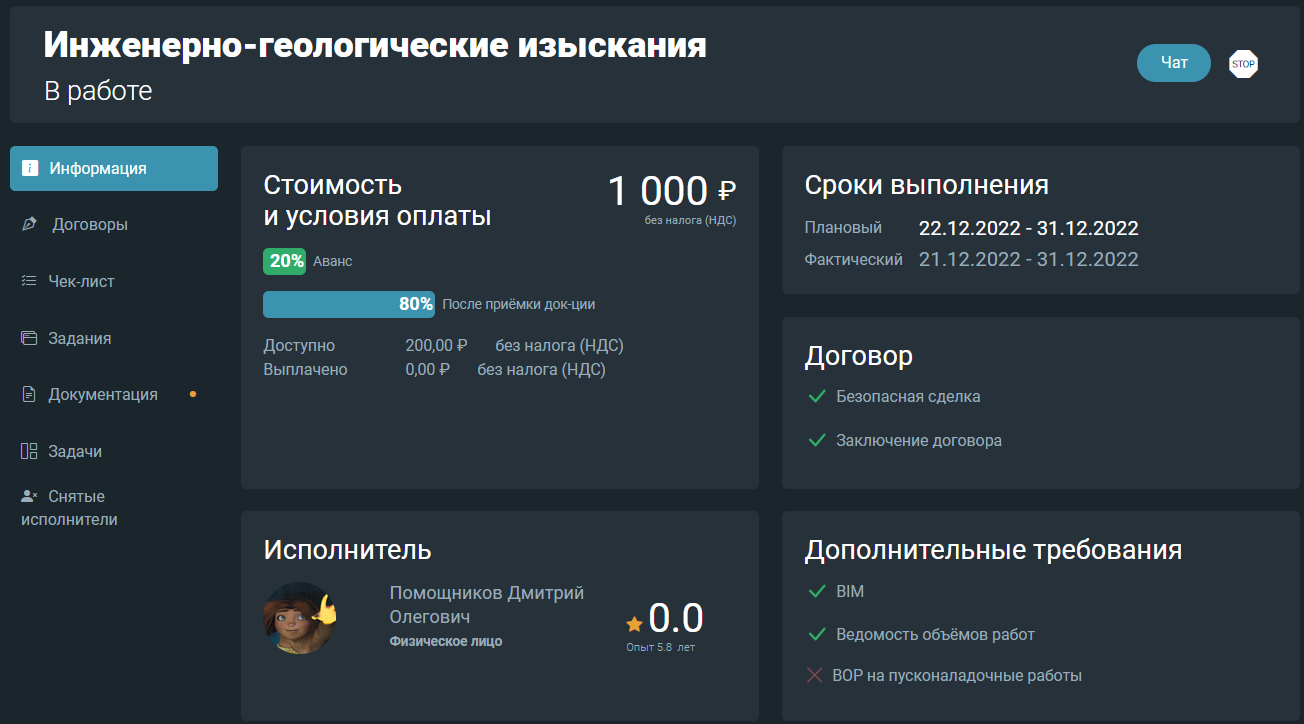 Инженерно-геологические изыскания
В работе
Чат
STOP
Информация
Договоры
Чек-лист
Задания
Документация
Задачи
Снятые
исполнители
Стоимость
и условия оплаты
1 000 ₽
без налога (НДС)
20% Аванс
80% После приёмки док-ции
Доступно 200,00 ₽ без налога (НДС)
Выплачено 0,00 ₽ без налога (НДС)
Сроки выполнения
Плановый 22.12.2022 - 31.12.2022
Фактический 21.12.2022 - 31.12.2022
Договор
Безопасная сделка
Заключение договора
Исполнитель
Помощников Дмитрий
Олегович
Физическое лицо
0.0
Опыт 5.8 лет
Дополнительные требования
BIM
Ведомость объёмов работ
ВОР на пусконаладочные работы